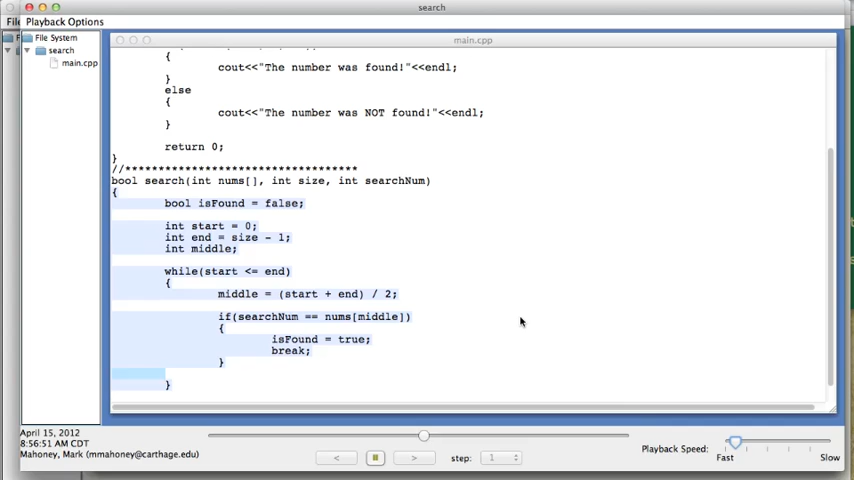 search
File
Playback Options
File System
search
main.cpp
main.cpp
{
cout<<"The number was found!"<<endl;
}
else
{
cout<<"The number was NOT found!"<<endl;
}
return 0;
}
//***********************************
bool search(int nums[], int size, int searchNum)
{
bool isFound = false;
int start = 0;
int end = size - 1;
int middle;
while(start <= end)
{
middle = (start + end) / 2;
if(searchNum == nums[middle])
{
isFound = true;
break;
}
}
April 15, 2012
8:56:51 AM CDT
Mahoney, Mark (mmahoney@carthage.edu)
<
>
step:
1
Playback Speed:
Fast
Slow